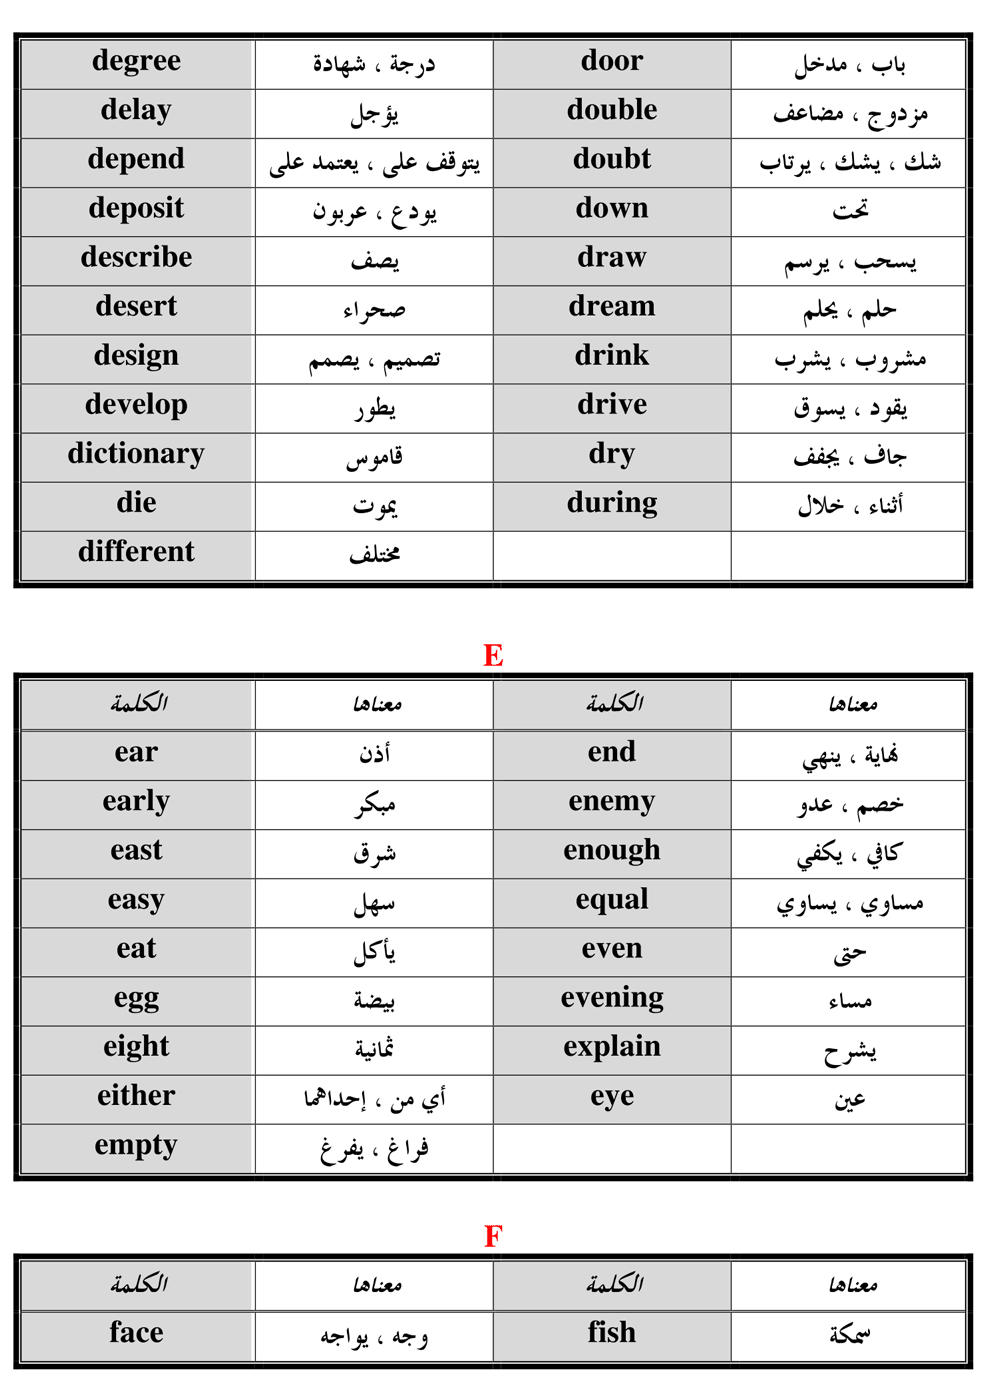 degree درجة ، شهادة door باب ، مدخل
delay يؤجل double مزدوج ، مضاعف
depend يتوقف على ، يعتمد على doubt شك ، يشك ، يرتاب
deposit يودع ، عربون down تحت
describe يصف draw يسحب ، يرسم
desert صحراء dream حلم ، يحلم
design تصميم ، يصمم drink مشروب ، يشرب
develop يطور drive يقود ، يسوق
dictionary قاموس dry جاف ، يجفف
die يموت during أثناء ، خلال
different مختلف
E
الكلمة معناها الكلمة معناها
ear أذن end نهاية ، ينهي
early مبكر enemy خصم ، عدو
east شرق enough كافي ، يكفي
easy سهل equal مساوي ، يساوي
eat يأكل even حتى
egg بيضة evening مساء
eight ثمانية explain يشرح
either أي من ، إحداهما eye عين
empty فراغ ، يفرغ
F
الكلمة معناها الكلمة معناها
face وجه ، يواجه fish سمكة